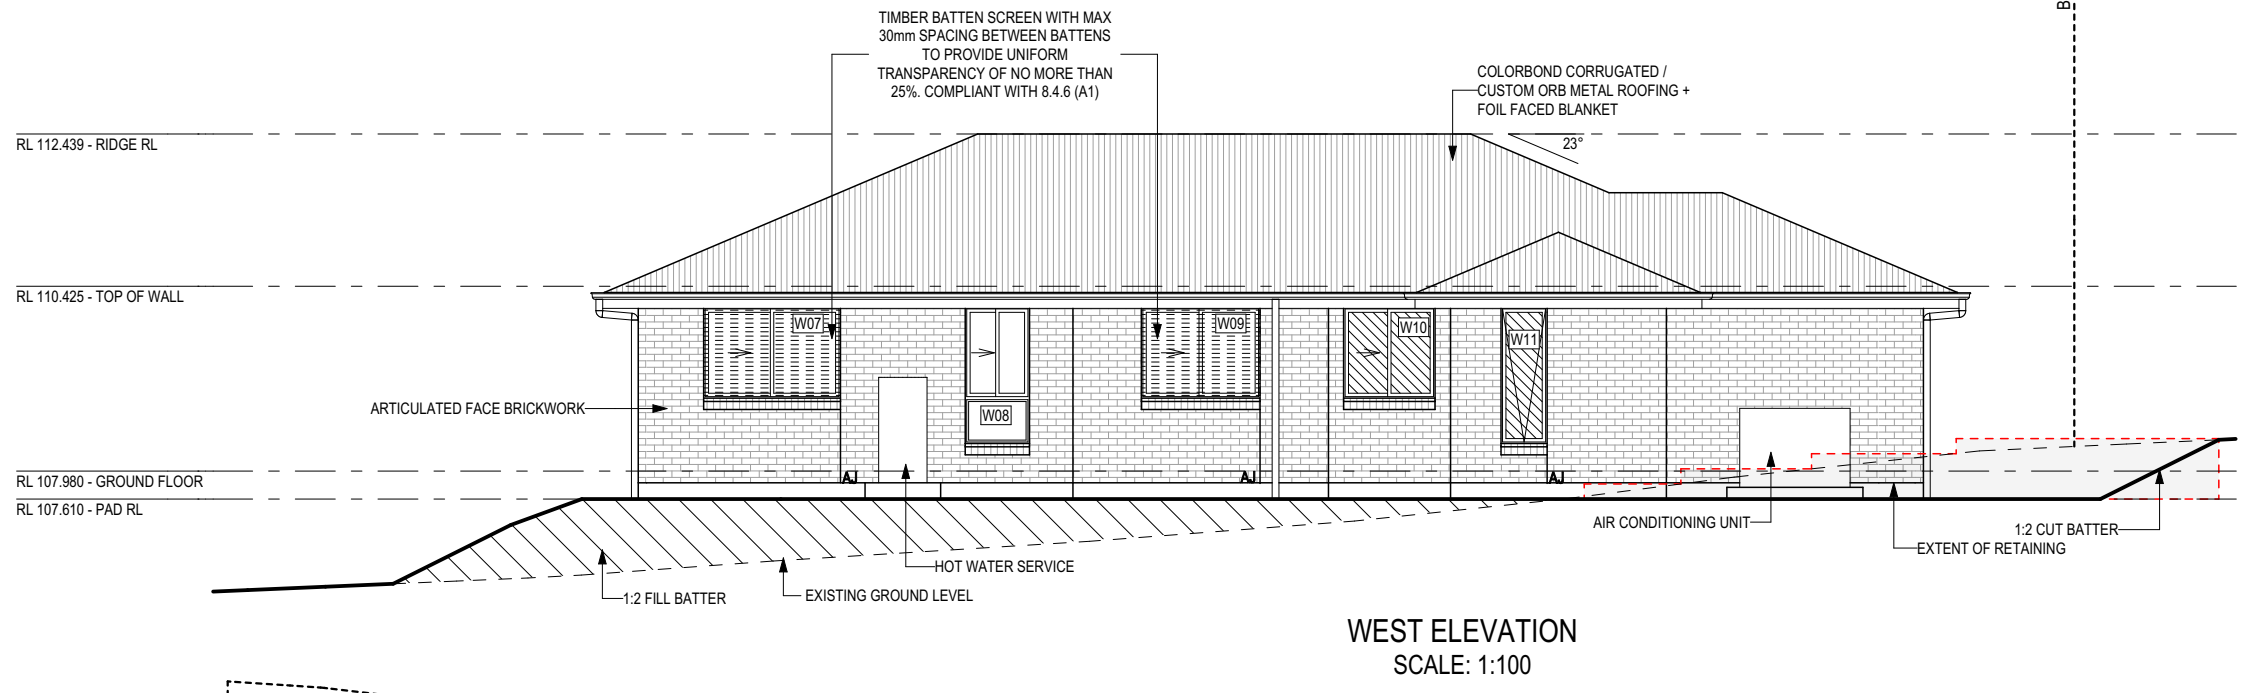 TIMBER BATTEN SCREEN WITH MAX
30mm SPACING BETWEEN BATTENS
TO PROVIDE UNIFORM
TRANSPARENCY OF NO MORE THAN
25%. COMPLIANT WITH 8.4.6 (A1)
B
COLORBOND CORRUGATED /
CUSTOM ORB METAL ROOFING +
FOIL FACED BLANKET
RL 112.439 - RIDGE RL
23°
RL 110.425 - TOP OF WALL
W07
W09
W10
W11
ARTICULATED FACE BRICKWORK
W08
RL 107.980 - GROUND FLOOR
AJ
AJ
AJ
RL 107.610 - PAD RL
AIR CONDITIONING UNIT
1:2 CUT BATTER
EXTENT OF RETAINING
HOT WATER SERVICE
1:2 FILL BATTER
EXISTING GROUND LEVEL
WEST ELEVATION
SCALE: 1:100